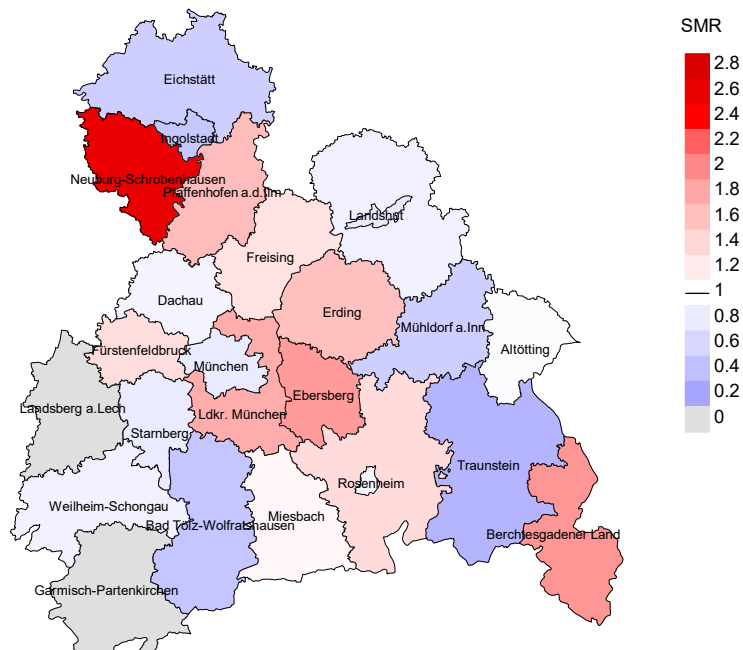 SMR
2.8
2.6
2.4
2.2
2
1.8
1.6
1.4
1.2
1
0.8
0.6
0.4
0.2
0
Eichstätt
Ingolstadt
Neuburg-Schrobenhausen
Pfaffenhofen a.d.Ilm
Landshut
Freising
Dachau
Erding
Mühldorf a.Inn
Altötting
Fürstenfeldbruck
München
Ebersberg
Landsberg a.Lech
Ldkr. München
Starnberg
Traunstein
Rosenheim
Weilheim-Schongau
Miesbach
Bad Tölz-Wolfratshausen
Berchtesgadener Land
Garmisch-Partenkirchen